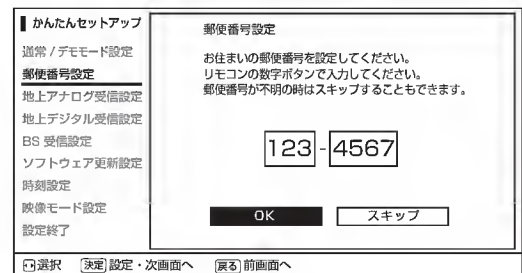 かんたんセットアップ
通常 / デモモード設定
郵便番号設定
地上アナログ受信設定
地上デジタル受信設定
BS 受信設定
ソフトウェア更新設定
時刻設定
映像モード設定
設定終了
郵便番号設定
お住まいの郵便番号を設定してください。
リモコンの数字ボタンで入力してください。
郵便番号が不明の時はスキップすることもできます。
123 - 4567
OK スキップ
選択 決定 設定・次画面へ 戻る 前画面へ